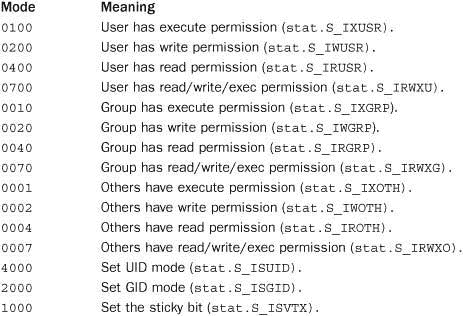 Mode Meaning
0100 User has execute permission (stat.S_IXUSR).
0200 User has write permission (stat.S_IWUSR).
0400 User has read permission (stat.S_IRUSR).
0700 User has read/write/exec permission (stat.S_IRWXU).
0010 Group has execute permission (stat.S_IXGRP).
0020 Group has write permission (stat.S_IWGRP).
0040 Group has read permission (stat.S_IRGRP).
0070 Group has read/write/exec permission (stat.S_IRWXG).
0001 Others have execute permission (stat.S_IXOTH).
0002 Others have write permission (stat.S_IWOTH).
0004 Others have read permission (stat.S_IROTH).
0007 Others have read/write/exec permission (stat.S_IRWXO).
4000 Set UID mode (stat.S_ISUID).
2000 Set GID mode (stat.S_ISGID).
1000 Set the sticky bit (stat.S_ISVTX).